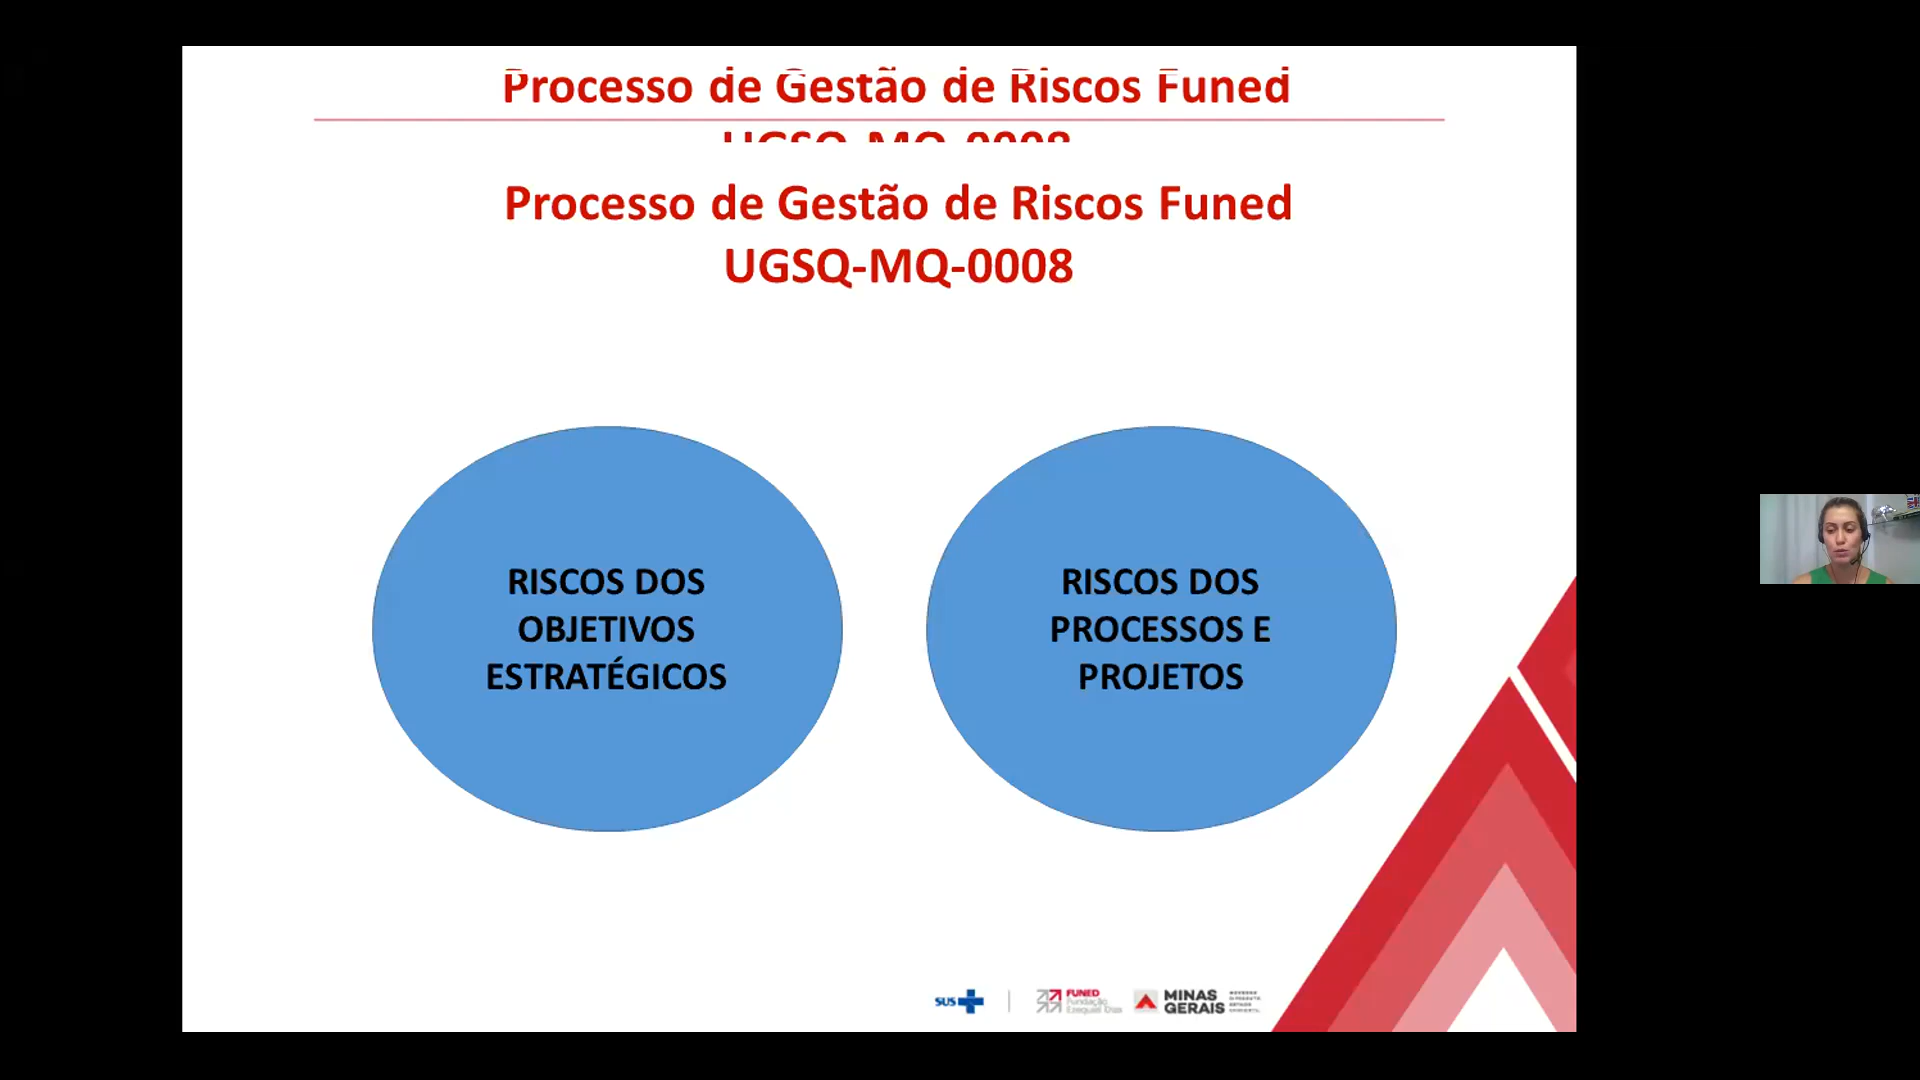 Processo de Gestão de Riscos Funed
UGSQ-MQ-0008
Processo de Gestão de Riscos Funed
UGSQ-MQ-0008
RISCOS DOS
OBJETIVOS
ESTRATÉGICOS
RISCOS DOS
PROCESSOS E
PROJETOS
SUS
FUNED
Fundação
Ezequiel Dias
MINAS
GERAIS